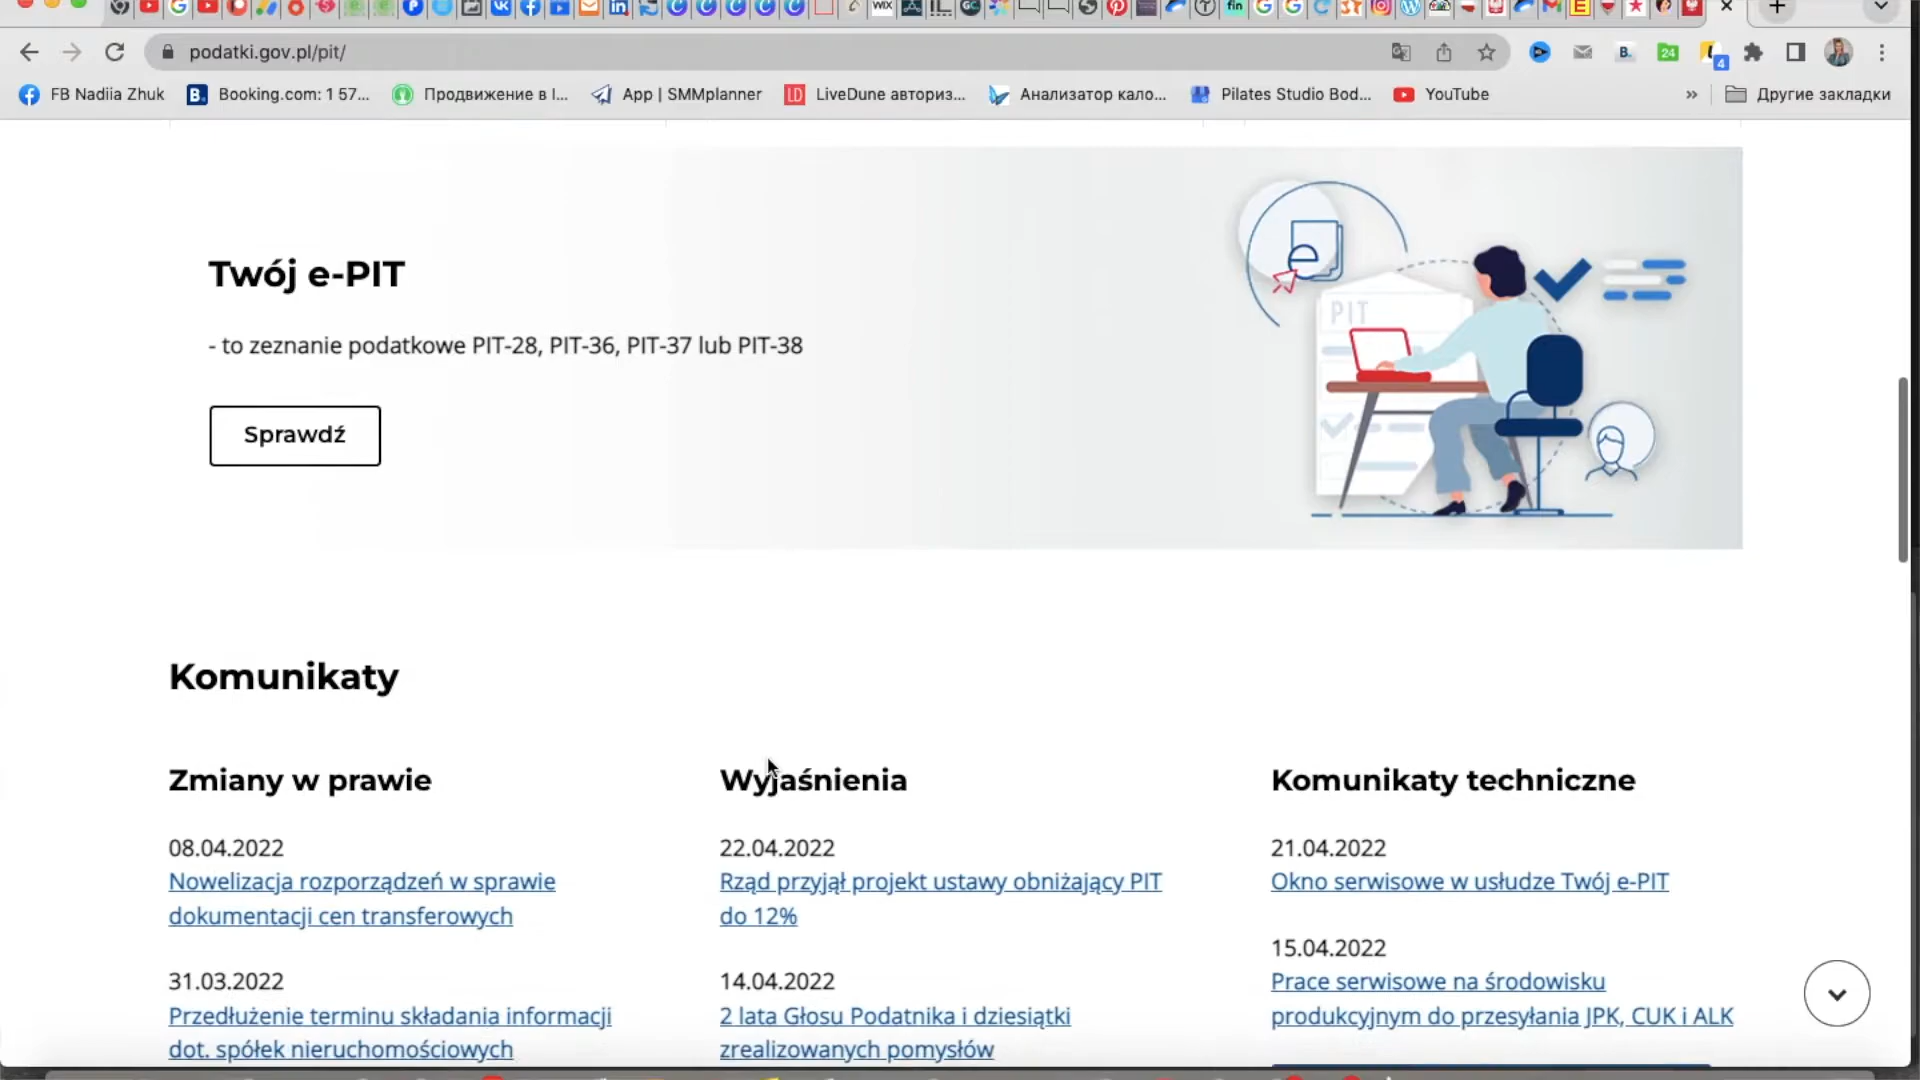 podatki.gov.pl/pit/
FB Nadiia Zhuk
Booking.com: 1 57...
Продвижение в I...
App | SMMplanner
LiveDune авториз...
Анализатор кало...
Pilates Studio Bod...
YouTube
»
Другие закладки
Twój e-PIT
- to zeznanie podatkowe PIT-28, PIT-36, PIT-37 lub PIT-38
PIT
Sprawdź
Komunikaty
Zmiany w prawie
08.04.2022
Nowelizacja rozporządzeń w sprawie
dokumentacji cen transferowych
31.03.2022
Przedłużenie terminu składania informacji
dot. spółek nieruchomościowych
Wyjaśnienia
22.04.2022
Rząd przyjął projekt ustawy obniżający PIT
do 12%
14.04.2022
2 lata Głosu Podatnika i dziesiątki
zrealizowanych pomysłów
Komunikaty techniczne
21.04.2022
Okno serwisowe w usłudze Twój e-PIT
15.04.2022
Prace serwisowe na środowisku
produkcyjnym do przesyłania JPK, CUK i ALK